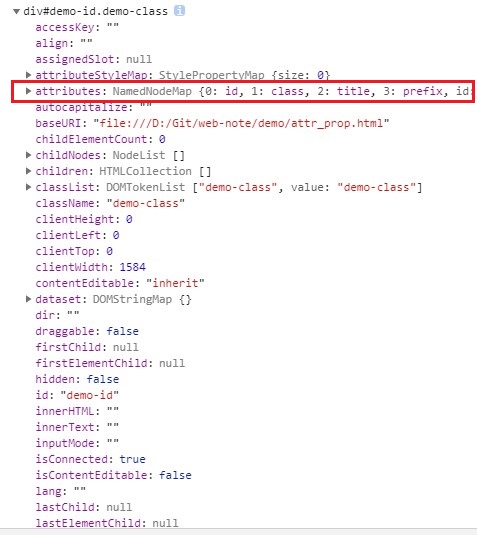 div#demo-id.demo-class i
accessKey: ""
align: ""
assignedSlot: null
attributeStyleMap: StylePropertyMap {size: 0}
attributes: NamedNodeMap {0: id, 1: class, 2: title, 3: prefix, id:
autocapitalize: ""
baseURI: "file:///D:/Git/web-note/demo/attr_prop.html"
childElementCount: 0
childNodes: NodeList []
children: HTMLCollection []
classList: DOMTokenList ["demo-class", value: "demo-class"]
className: "demo-class"
clientHeight: 0
clientLeft: 0
clientTop: 0
clientWidth: 1584
contentEditable: "inherit"
dataset: DOMStringMap {}
dir: ""
draggable: false
firstChild: null
firstElementChild: null
hidden: false
id: "demo-id"
innerHTML: ""
innerText: ""
inputMode: ""
isConnected: true
isContentEditable: false
lang: ""
lastChild: null
lastElementChild: null